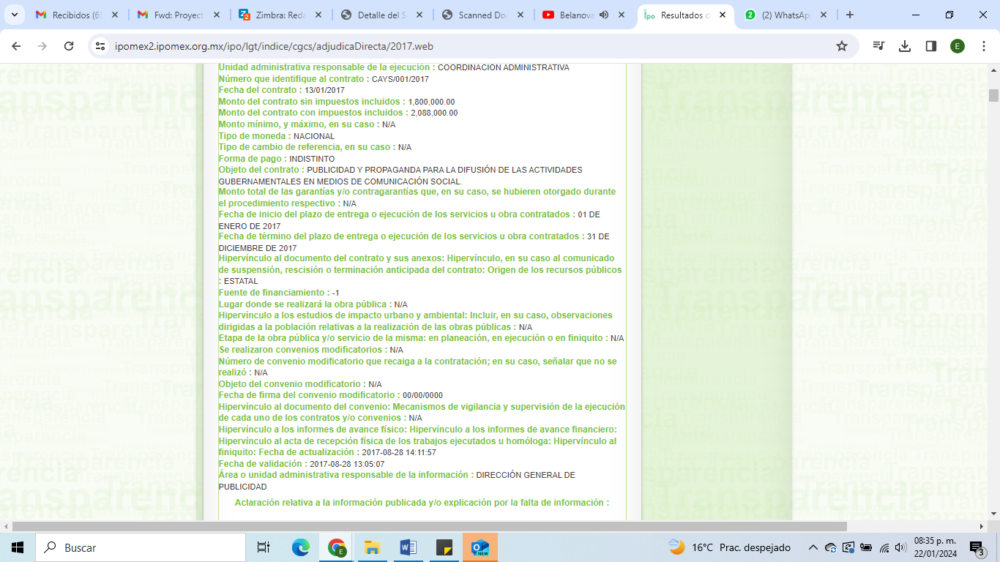 Recibidos (65
Fwd: Proyect
Zimbra: Reda
Detalle del S
Scanned Doc
Belanova
Resultados d
(2) WhatsApp
ipomex2.ipomex.org.mx/ipo/lgt/indice/cgcs/adjudicaDirecta/2017.web
E
Unidad administrativa responsable de la ejecución : COORDINACION ADMINISTRATIVA
Número que identifique al contrato : CAYS/001/2017
Fecha del contrato : 13/01/2017
Monto del contrato sin impuestos incluidos : 1,800,000.00
Monto del contrato con impuestos incluidos : 2,088,000.00
Monto mínimo, y máximo, en su caso : N/A
Tipo de moneda : NACIONAL
Tipo de cambio de referencia, en su caso : N/A
Forma de pago : INDISTINTO
Objeto del contrato : PUBLICIDAD Y PROPAGANDA PARA LA DIFUSIÓN DE LAS ACTIVIDADES
GUBERNAMENTALES EN MEDIOS DE COMUNICACIÓN SOCIAL.
Monto total de las garantías y/o contragarantías que, en su caso, se hubieren otorgado durante
el procedimiento respectivo : N/A
Fecha de inicio del plazo de entrega o ejecución de los servicios u obra contratados : 01 DE
ENERO DE 2017
Fecha de término del plazo de entrega o ejecución de los servicios u obra contratados : 31 DE
DICIEMBRE DE 2017
Hipervínculo al documento del contrato y sus anexos: Hipervínculo, en su caso al comunicado
de suspensión, rescisión o terminación anticipada del contrato: Origen de los recursos públicos
: ESTATAL
Fuente de financiamiento : -1
Lugar donde se realizará la obra pública : N/A
Hipervínculo a los estudios de impacto urbano y ambiental: Incluir, en su caso, observaciones
dirigidas a la población relativas a la realización de las obras públicas : N/A
Etapa de la obra pública y/o servicio de la misma: en planeación, en ejecución o en finiquito : N/A
Se realizaron convenios modificatorios : N/A
Número de convenio modificatorio que recaiga a la contratación; en su caso, señalar que no se
realizó : N/A
Objeto del convenio modificatorio : N/A
Fecha de firma del convenio modificatorio : 00/00/0000
Hipervínculo al documento del convenio: Mecanismos de vigilancia y supervisión de la ejecución
de cada uno de los contratos y/o convenios : N/A
Hipervínculo a los informes de avance físico: Hipervínculo a los informes de avance financiero:
Hipervínculo al acta de recepción física de los trabajos ejecutados u homóloga: Hipervínculo al
finiquito: Fecha de actualización : 2017-08-28 14:11:57
Fecha de validación : 2017-08-28 13:05:07
Área o unidad administrativa responsable de la información : DIRECCIÓN GENERAL DE
PUBLICIDAD
Aclaración relativa a la información publicada y/o explicación por la falta de información :
Buscar
16°C Prac. despejado
08:35 p. m.
22/01/2024
3